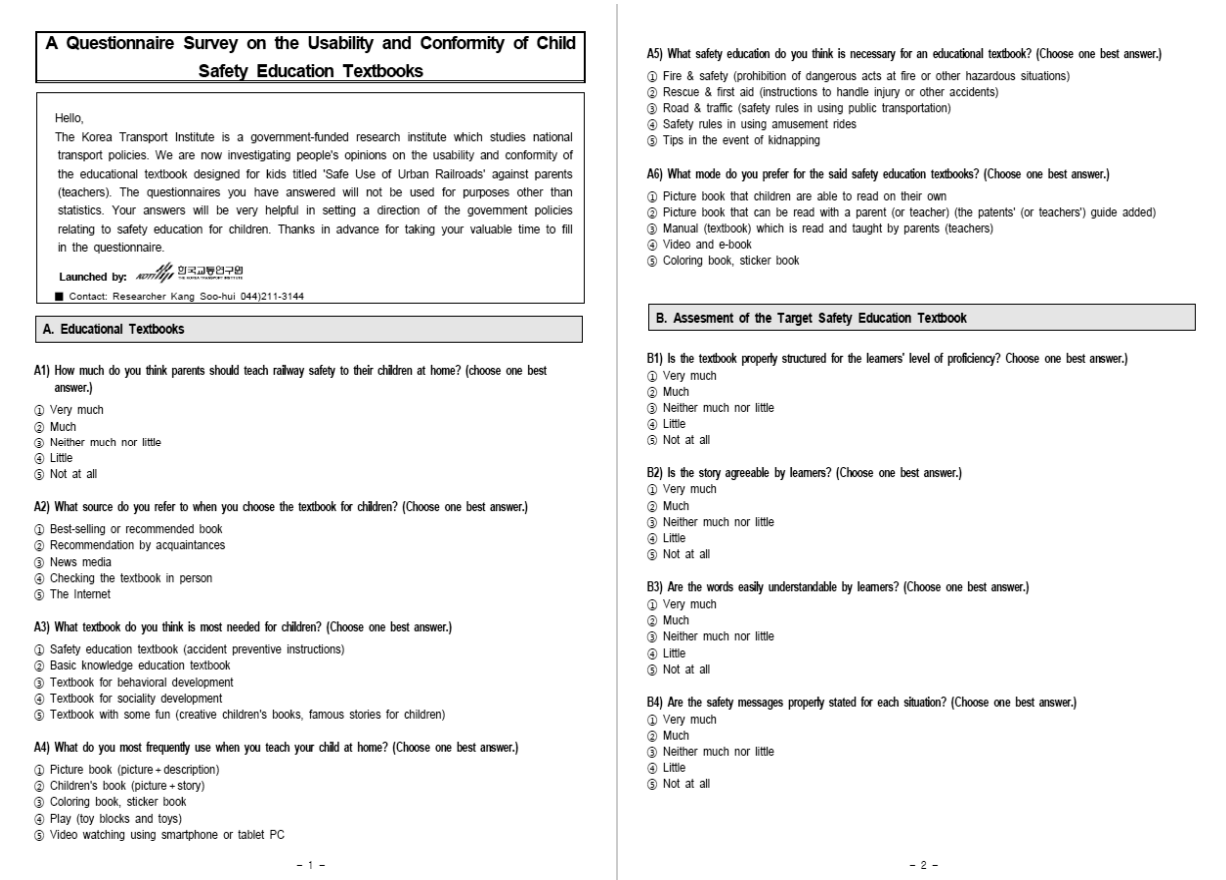 A Questionnaire Survey on the Usability and Conformity of Child
Safety Education Textbooks
Hello,
The Korea Transport Institute is a government-funded research institute which studies national
transport policies. We are now investigating people's opinions on the usability and conformity of
the educational textbook designed for kids titled 'Safe Use of Urban Railroads' against parents
(teachers). The questionnaires you have answered will not be used for purposes other than
statistics. Your answers will be very helpful in setting a direction of the government policies
relating to safety education for children. Thanks in advance for taking your valuable time to fill
in the questionnaire.
Launched by: KOTI 한국교통연구원
THE KOREA TRANSPORT INSTITUTE
■ Contact: Researcher Kang Soo-hui 044)211-3144
A. Educational Textbooks
A1) How much do you think parents should teach railway safety to their children at home? (choose one best
answer.)
① Very much
② Much
③ Neither much nor little
④ Little
⑤ Not at all
A2) What source do you refer to when you choose the textbook for children? (Choose one best answer.)
① Best-selling or recommended book
② Recommendation by acquaintances
③ News media
④ Checking the textbook in person
⑤ The Internet
A3) What textbook do you think is most needed for children? (Choose one best answer.)
① Safety education textbook (accident preventive instructions)
② Basic knowledge education textbook
③ Textbook for behavioral development
④ Textbook for sociality development
⑤ Textbook with some fun (creative children's books, famous stories for children)
A4) What do you most frequently use when you teach your child at home? (Choose one best answer.)
① Picture book (picture+description)
② Children's book (picture+story)
③ Coloring book, sticker book
④ Play (toy blocks and toys)
⑤ Video watching using smartphone or tablet PC
- 1 -
A5) What safety education do you think is necessary for an educational textbook? (Choose one best answer.)
① Fire & safety (prohibition of dangerous acts at fire or other hazardous situations)
② Rescue & first aid (instructions to handle injury or other accidents)
③ Road & traffic (safety rules in using public transportation)
④ Safety rules in using amusement rides
⑤ Tips in the event of kidnapping
A6) What mode do you prefer for the said safety education textbooks? (Choose one best answer.)
① Picture book that children are able to read on their own
② Picture book that can be read with a parent (or teacher) (the patents' (or teachers') guide added)
③ Manual (textbook) which is read and taught by parents (teachers)
④ Video and e-book
⑤ Coloring book, sticker book
B. Assesment of the Target Safety Education Textbook
B1) Is the textbook properly structured for the learners' level of proficiency? Choose one best answer.)
① Very much
② Much
③ Neither much nor little
④ Little
⑤ Not at all
B2) Is the story agreeable by learners? (Choose one best answer.)
① Very much
② Much
③ Neither much nor little
④ Little
⑤ Not at all
B3) Are the words easily understandable by learners? (Choose one best answer.)
① Very much
② Much
③ Neither much nor little
④ Little
⑤ Not at all
B4) Are the safety messages properly stated for each situation? (Choose one best answer.)
① Very much
② Much
③ Neither much nor little
④ Little
⑤ Not at all
- 2 -